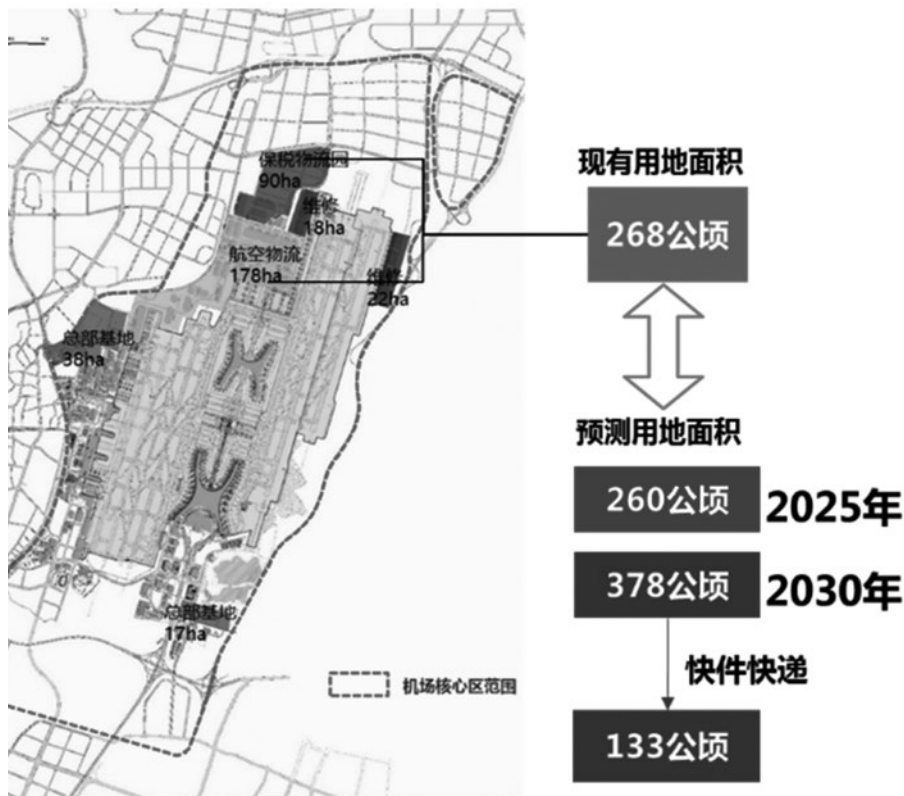 保税物流园
90ha
维修
18ha
航空物流
178ha
维修
22ha
总部基地
38ha
总部基地
17ha
机场核心区范围
现有用地面积
268公顷
预测用地面积
260公顷
2025年
378公顷
2030年
快件快递
133公顷